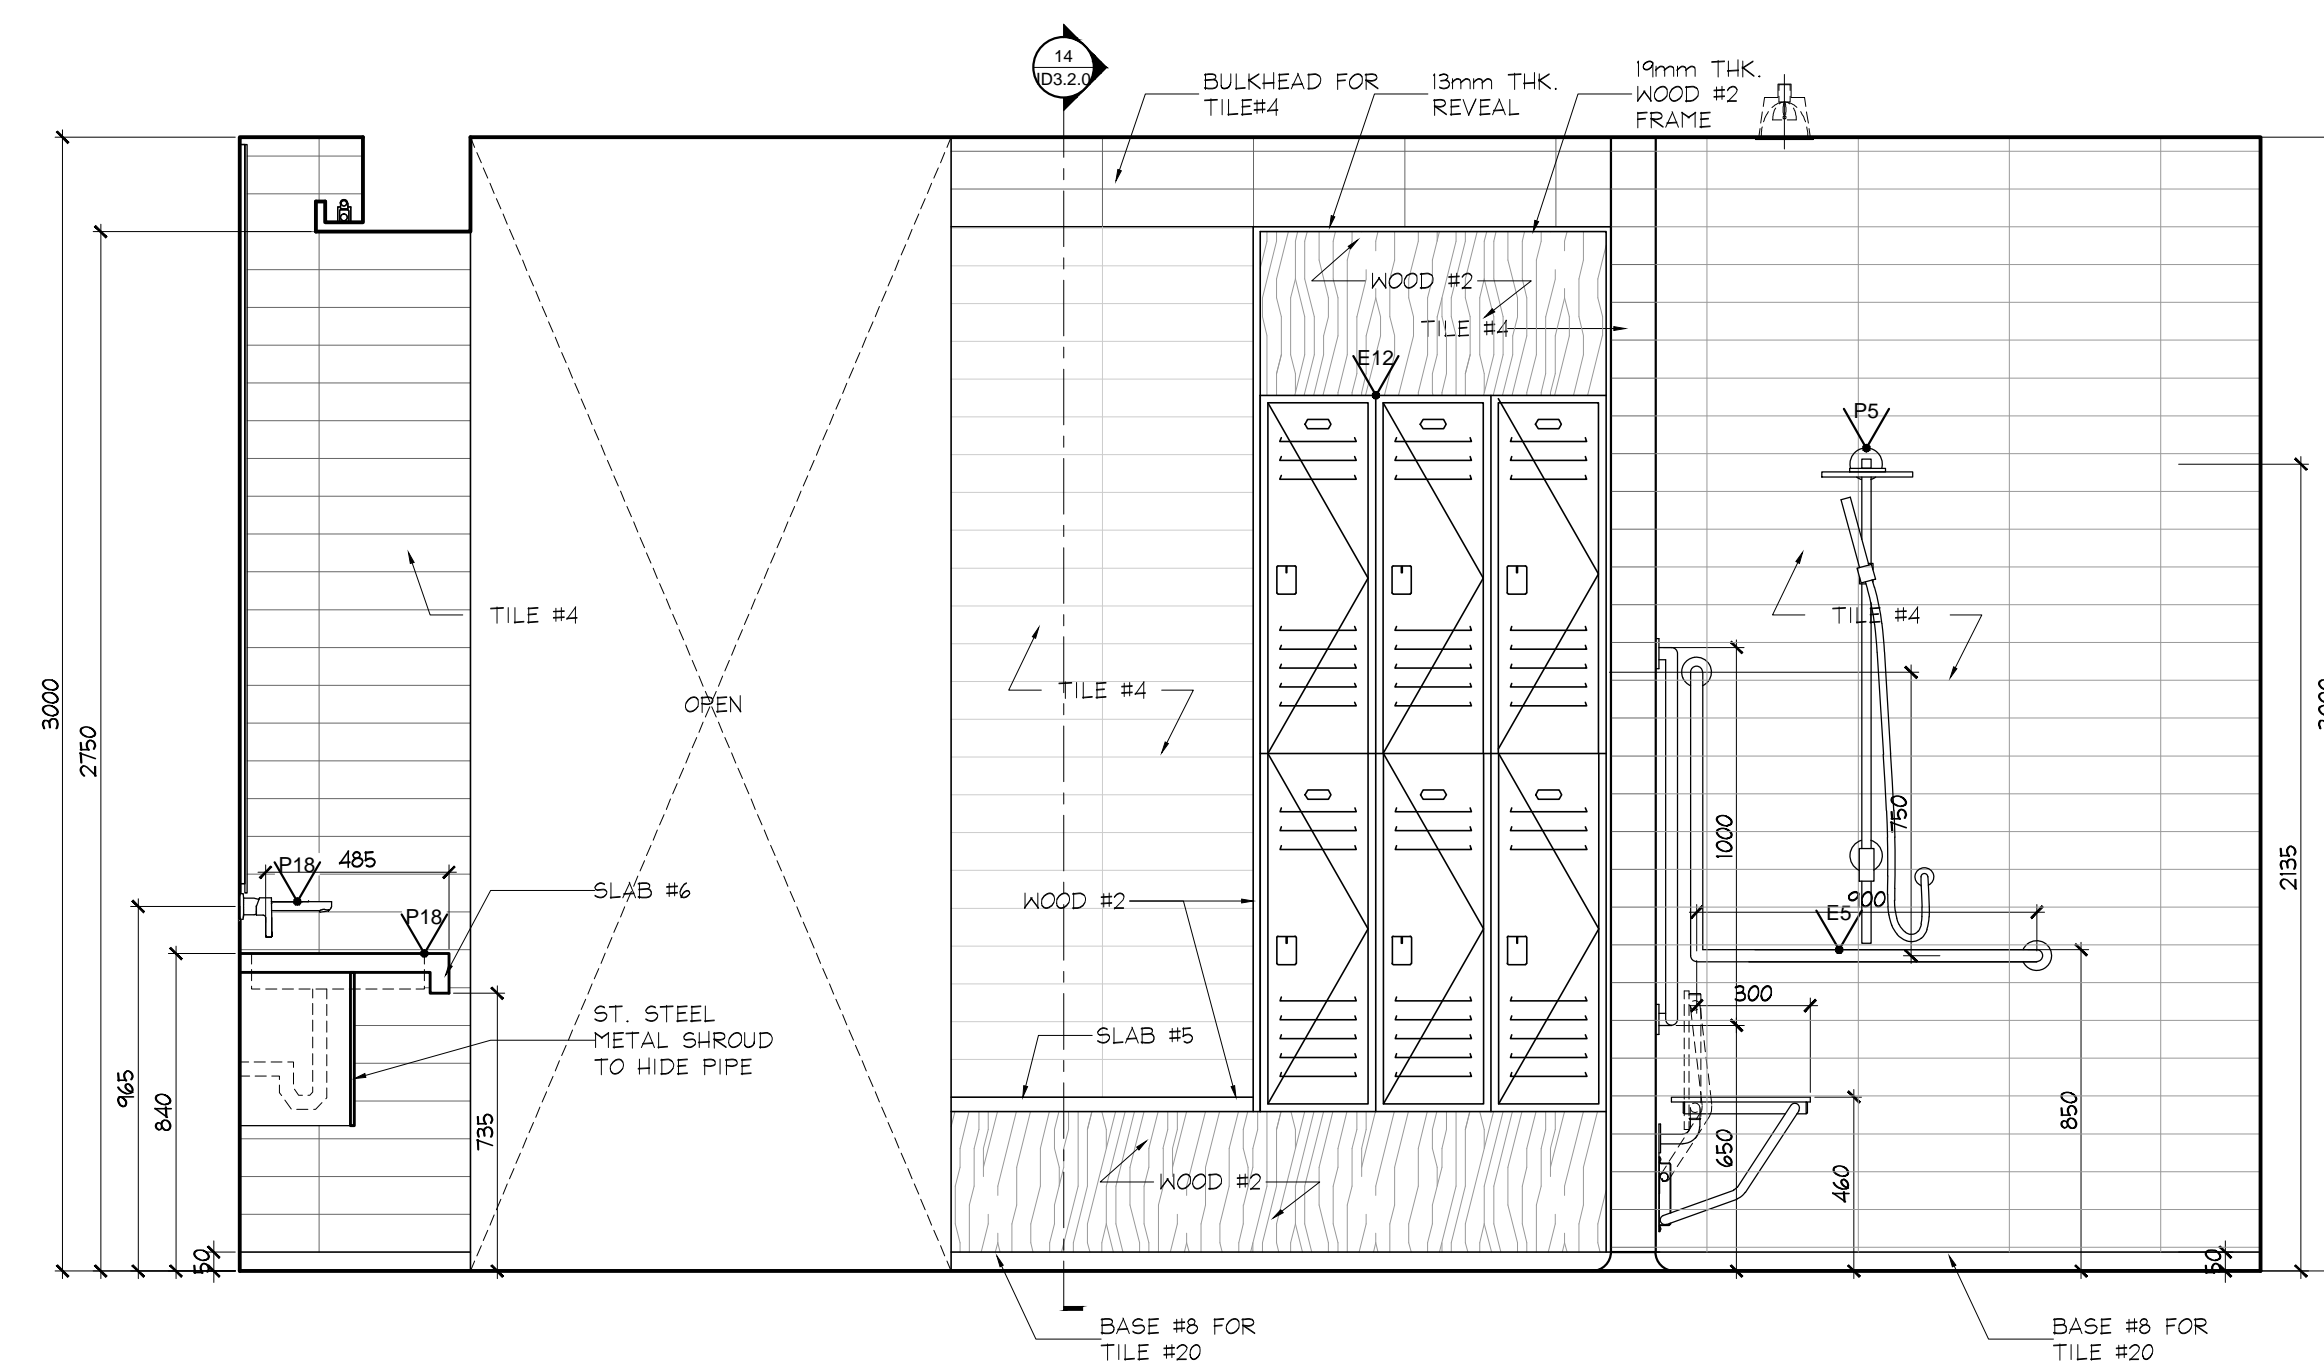 14
ID3.2.0
BULKHEAD FOR
TILE#4
13mm THK.
REVEAL
19mm THK.
WOOD #2
FRAME
WOOD #2
TILE #4
E12
P5
TILE #4
TILE #4
TILE #4
OPEN
3000
2750
965
840
50
P18
485
P18
SLAB #6
ST. STEEL
METAL SHROUD
TO HIDE PIPE
735
WOOD #2
SLAB #5
WOOD #2
1000
750
900
E5
300
650
460
850
50
2135
BASE #8 FOR
TILE #20
BASE #8 FOR
TILE #20